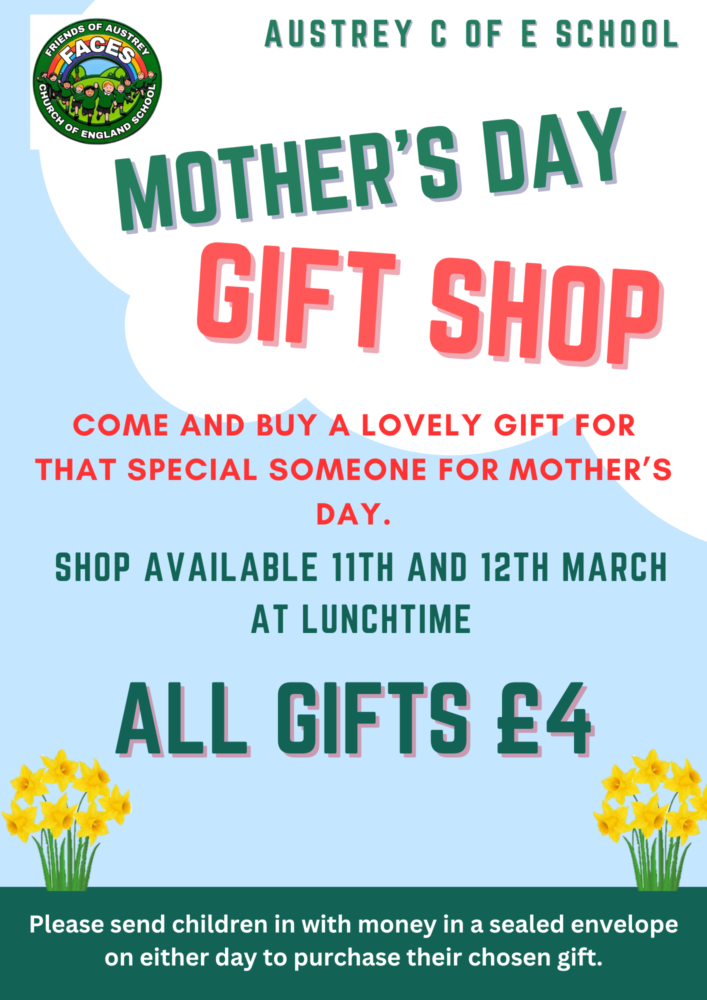 FRIENDS OF AUSTREY
FACES
CHURCH OF ENGLAND SCHOOL
AUSTREY C OF E SCHOOL
MOTHER'S DAY
GIFT SHOP
COME AND BUY A LOVELY GIFT FOR
THAT SPECIAL SOMEONE FOR MOTHER'S
DAY.
SHOP AVAILABLE 11TH AND 12TH MARCH
AT LUNCHTIME
ALL GIFTS £4
Please send children in with money in a sealed envelope
on either day to purchase their chosen gift.